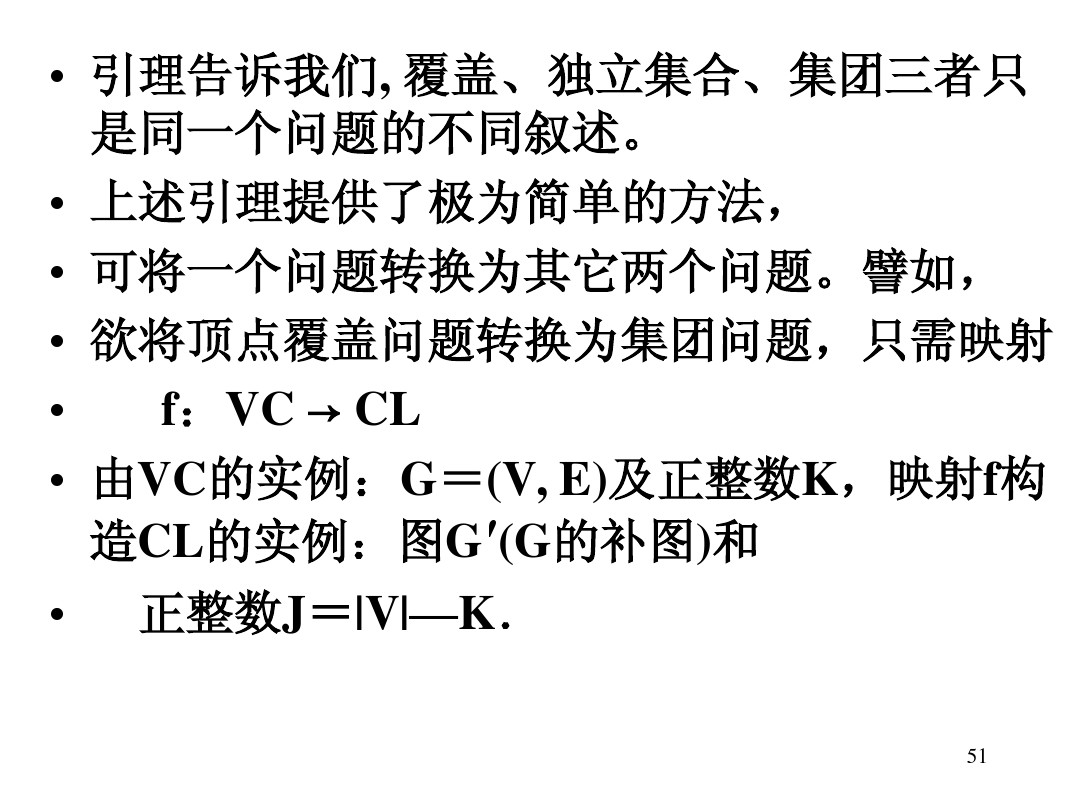 • 引理告诉我们, 覆盖、独立集合、集团三者只
是同一个问题的不同叙述。
• 上述引理提供了极为简单的方法，
• 可将一个问题转换为其它两个问题。譬如，
• 欲将顶点覆盖问题转换为集团问题，只需映射
• f：VC → CL
• 由VC的实例：G＝(V, E)及正整数K，映射f构
造CL的实例：图G′(G的补图)和
• 正整数J＝|V|—K.
51